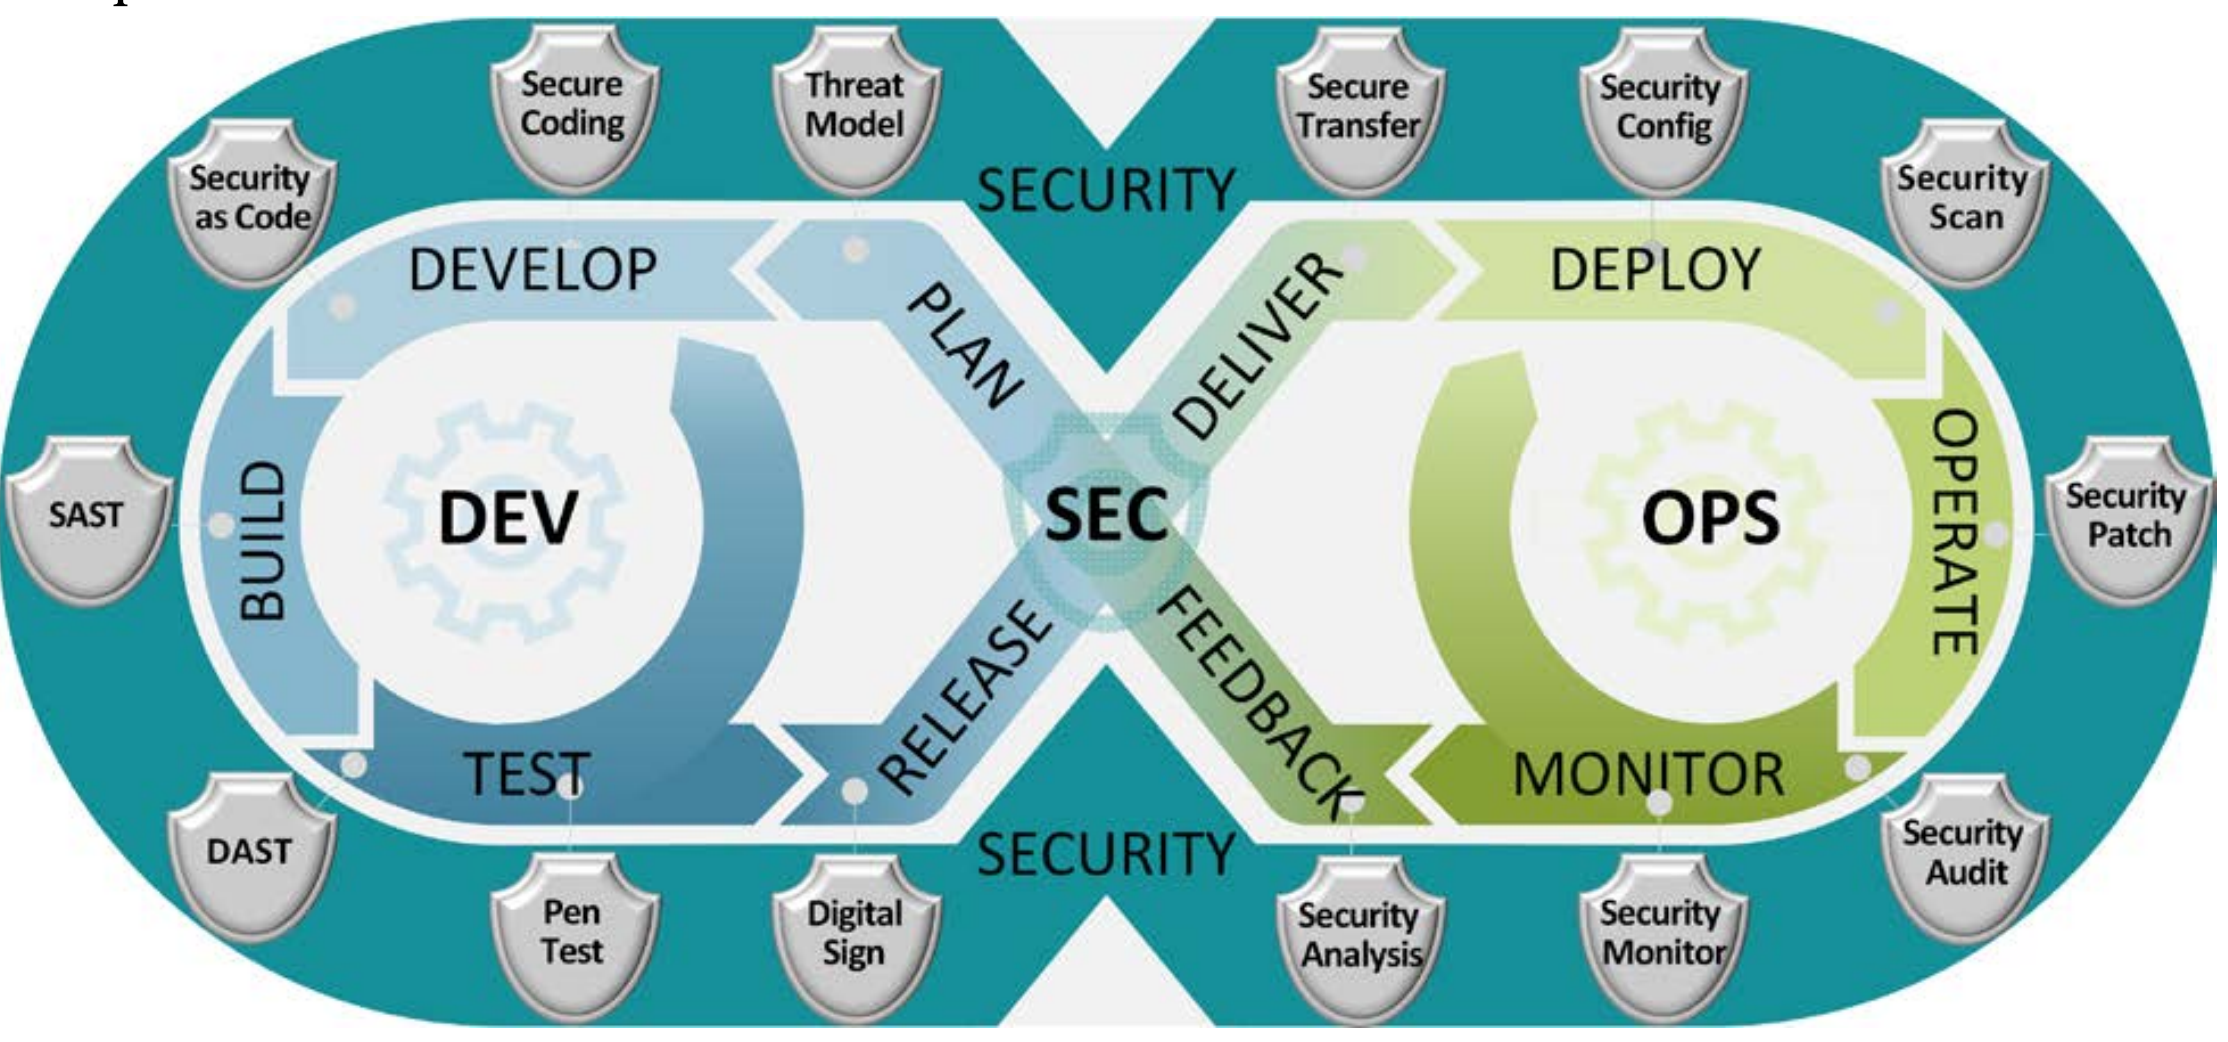 Secure
Coding
Threat
Model
Secure
Transfer
Security
Config
Security
as Code
SECURITY
Security
Scan
DEVELOP
PLAN
DELIVER
DEPLOY
SAST
BUILD
DEV
SEC
OPS
OPERATE
Security
Patch
TEST
RELEASE
FEEDBACK
MONITOR
DAST
SECURITY
Security
Audit
Pen
Test
Digital
Sign
Security
Analysis
Security
Monitor